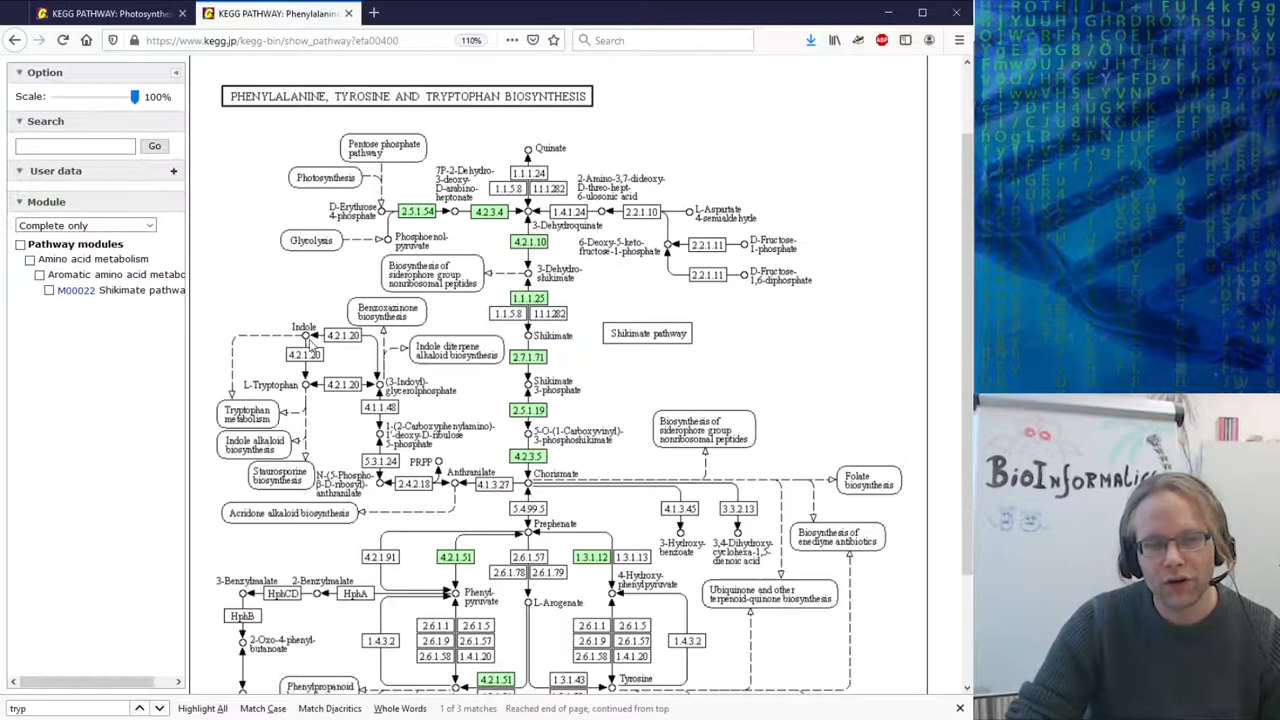 KEGG PATHWAY: Photosynthesi
KEGG PATHWAY: Phenylalanine
https://www.kegg.jp/kegg-bin/show_pathway?efa00400
110%
Search
Option
Scale: 100%
Search
Go
User data
Module
Complete only
Pathway modules
Amino acid metabolism
Aromatic amino acid metabc
M00022 Shikimate pathwa
PHENYLALANINE, TYROSINE AND TRYPTOPHAN BIOSYNTHESIS
Pentose phosphate
pathway
Photosynthesis
7P-2-Dehydro-
3-deoxy-
D-arabino-
heptonate
Quinate
1.1.1.24
1.1.5.8 1.1.1.282
2-Amino-3,7-dideoxy-
D-threo-hept-
6-ulosonic acid
D-Erythrose
4-phosphate
2.5.1.54
4.2.3.4
1.4.1.24
2.2.1.10
L-Aspartate
4-semialdehyde
3-Dehydroquinate
Glycolysis
Phosphoenol-
pyruvate
4.2.1.10
6-Deoxy-5-keto-
fructose-1-phosphate
2.2.1.11
D-Fructose-
1-phosphate
Biosynthesis of
siderophore group
nonribosomal peptides
3-Dehydro-
shikimate
2.2.1.11
D-Fructose-
1,6-diphosphate
1.1.1.25
1.1.5.8 1.1.1.282
Benzoxazinone
biosynthesis
Indole
4.2.1.20
Shikimate
Shikimate pathway
4.2.1.20
Indole diterpene
alkaloid biosynthesis
2.7.1.71
L-Tryptophan
4.2.1.20
(3-Indoyl)-
glycerolphosphate
Shikimate
3-phosphate
Tryptophan
metabolism
4.1.1.48
2.5.1.19
Indole alkaloid
biosynthesis
1-(2-Carboxyphenylamino)-
1'-deoxy-D-ribulose
5-phosphate
5-O-(1-Carboxyvinyl)-
3-phosphoshikimate
Biosynthesis of
siderophore group
nonribosomal peptides
5.3.1.24
PRPP
4.2.3.5
Staurosporine
biosynthesis
N-(5-Phospho-
β-D-ribosyl)-
anthranilate
2.4.2.18
Anthranilate
4.1.3.27
Chorismate
Folate
biosynthesis
Acridone alkaloid biosynthesis
5.4.99.5
4.1.3.45
3.3.2.13
Prephenate
3-Hydroxy-
benzoate
3,4-Dihydroxy-
cyclohexa-1,5-
dienoic acid
Biosynthesis of
enediyne antibiotics
4.2.1.91
4.2.1.51
2.6.1.57
1.3.1.12
1.3.1.13
2.6.1.78 2.6.1.79
4-Hydroxy-
phenylpyruvate
Ubiquinone and other
terpenoid-quinone biosynthesis
3-Benzylmalate
2-Benzylmalate
HphCD
HphA
Phenyl-
pyruvate
L-Arogenate
HphB
2-Oxo-4-phenyl-
butanoate
1.4.3.2
2.6.1.1 2.6.1.5
2.6.1.9 2.6.1.57
2.6.1.58 1.4.1.20
2.6.1.1 2.6.1.5
2.6.1.9 2.6.1.57
2.6.1.58 1.4.1.20
1.4.3.2
4.2.1.51
1.3.1.43
Tyrosine
Phenylpropanoid
tryp
Highlight All
Match Case
Match Diacritics
Whole Words
1 of 3 matches
Reached end of page, continued from top
BioInformatic